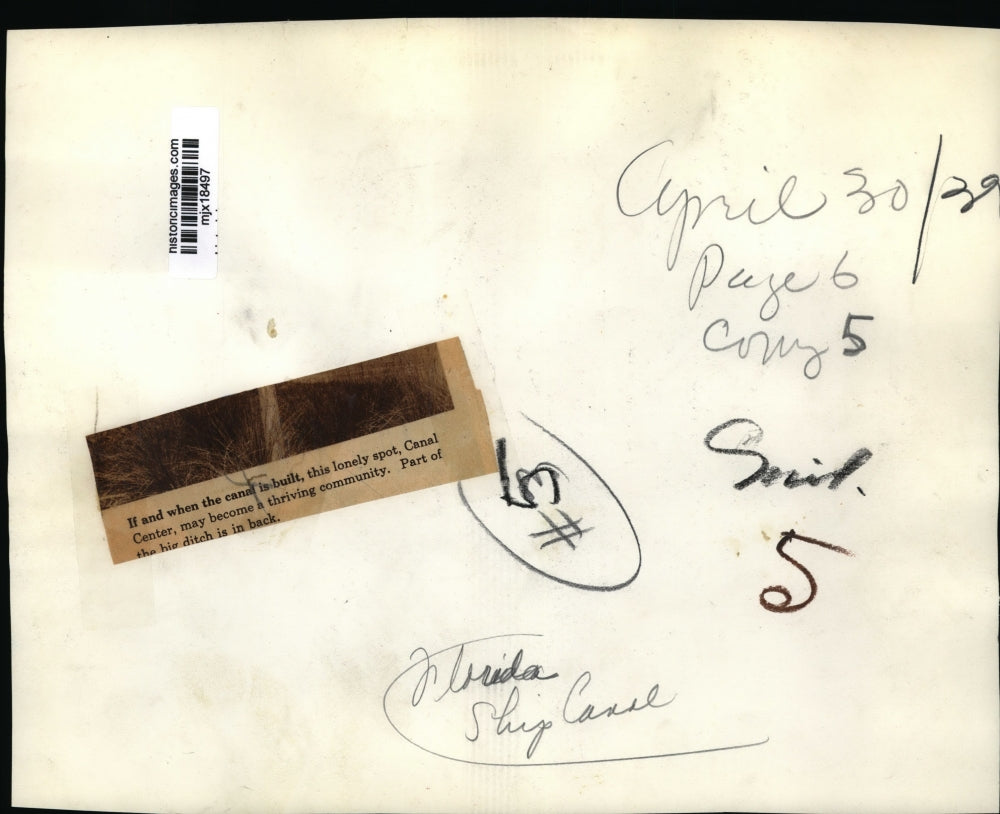 historicimages.com
mjx18497
April 30/39
Page 6
Copy 5
5
If and when the canal is built, this lonely spot, Canal
Center, may become a thriving community. Part of
the big ditch is in back.
#
Florida
Ship Canal